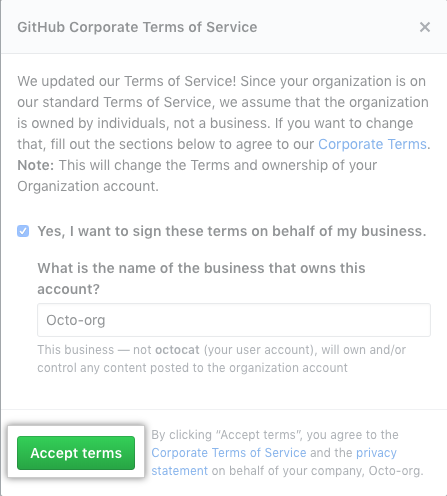 GitHub Corporate Terms of Service
We updated our Terms of Service! Since your organization is on
our standard Terms of Service, we assume that the organization
is owned by individuals, not a business. If you want to change
that, fill out the sections below to agree to our Corporate Terms.
Note: This will change the Terms and ownership of your
Organization account.
Yes, I want to sign these terms on behalf of my business.
What is the name of the business that owns this
account?
Octo-org
This business — not octocat (your user account), will own and/or
control any content posted to the organization account
Accept terms
By clicking “Accept terms”, you agree to the
Corporate Terms of Service and the privacy
statement on behalf of your company, Octo-org.